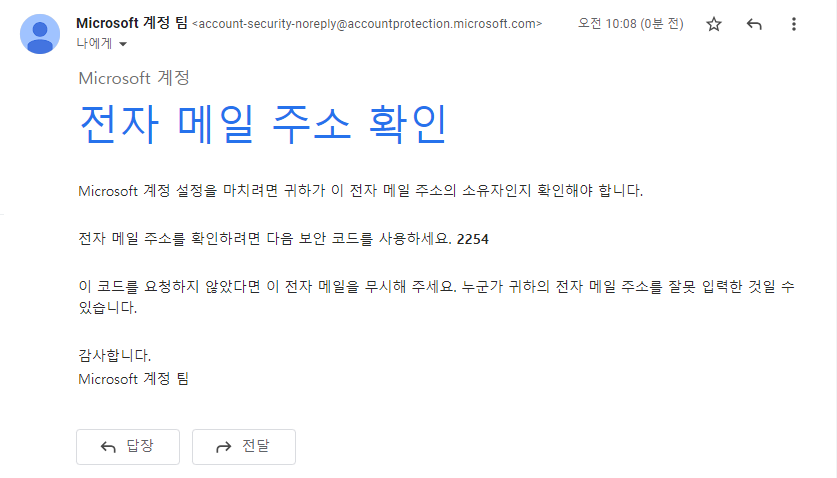 Microsoft 계정 팀 <account-security-noreply@accountprotection.microsoft.com> 오전 10:08 (0분 전)
나에게
Microsoft 계정
전자 메일 주소 확인
Microsoft 계정 설정을 마치려면 귀하가 이 전자 메일 주소의 소유자인지 확인해야 합니다.
전자 메일 주소를 확인하려면 다음 보안 코드를 사용하세요. 2254
이 코드를 요청하지 않았다면 이 전자 메일을 무시해 주세요. 누군가 귀하의 전자 메일 주소를 잘못 입력한 것일 수
있습니다.
감사합니다.
Microsoft 계정 팀
답장 전달